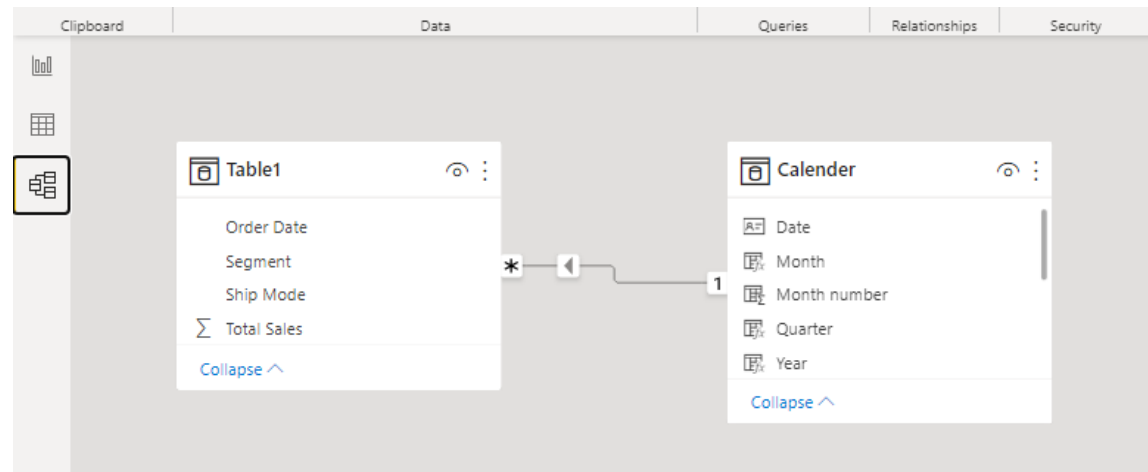 Clipboard Data Queries Relationships Security
Table1
Order Date
Segment
Ship Mode
Total Sales
Collapse
* 1
Calender
Date
Month
Month number
Quarter
Year
Collapse